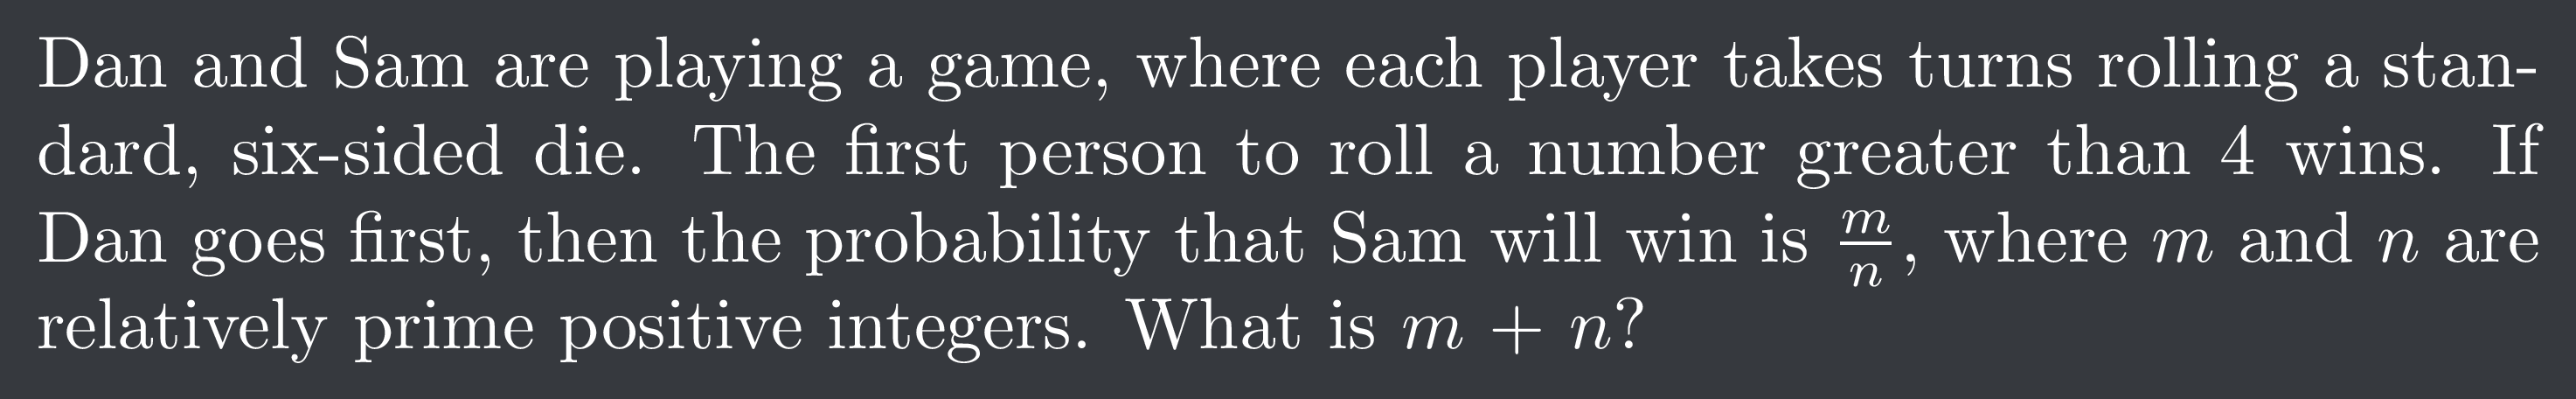 Dan and Sam are playing a game, where each player takes turns rolling a stan-
dard, six-sided die. The first person to roll a number greater than 4 wins. If
Dan goes first, then the probability that Sam will win is $\frac{m}{n}$, where $m$ and $n$ are
relatively prime positive integers. What is $m + n$?